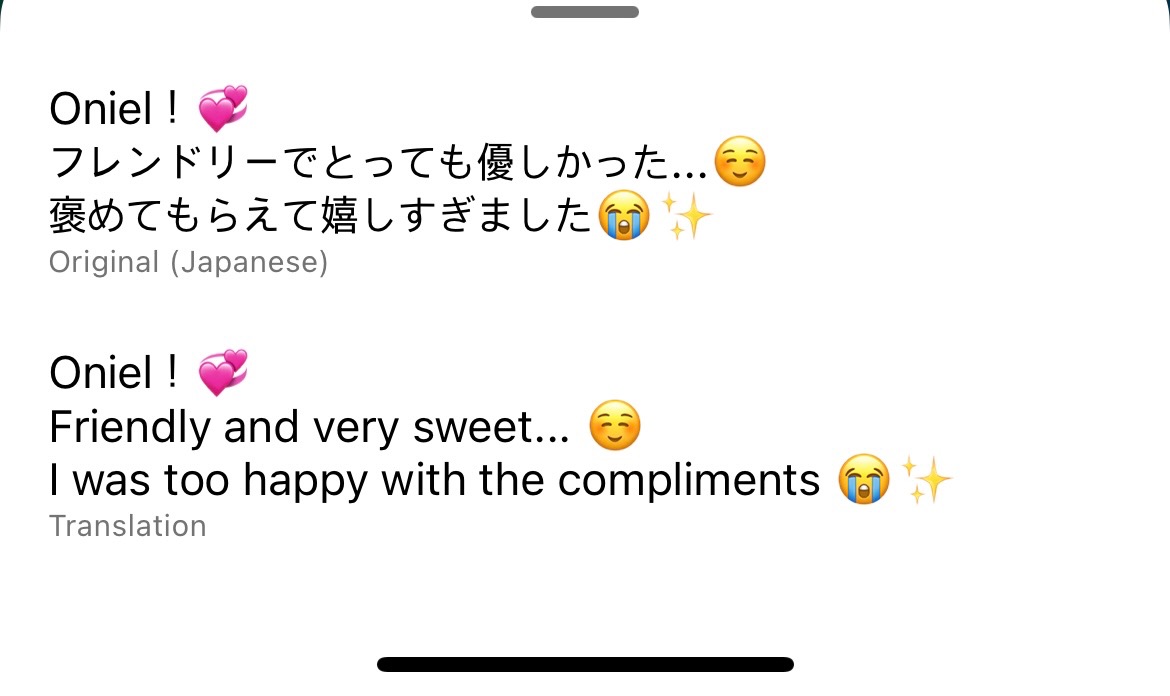 Oniel！💞
フレンドリーでとっても優しかった...☺️
褒めてもらえて嬉しすぎました😭✨
Original (Japanese)
Oniel！💞
Friendly and very sweet... ☺️
I was too happy with the compliments 😭✨
Translation